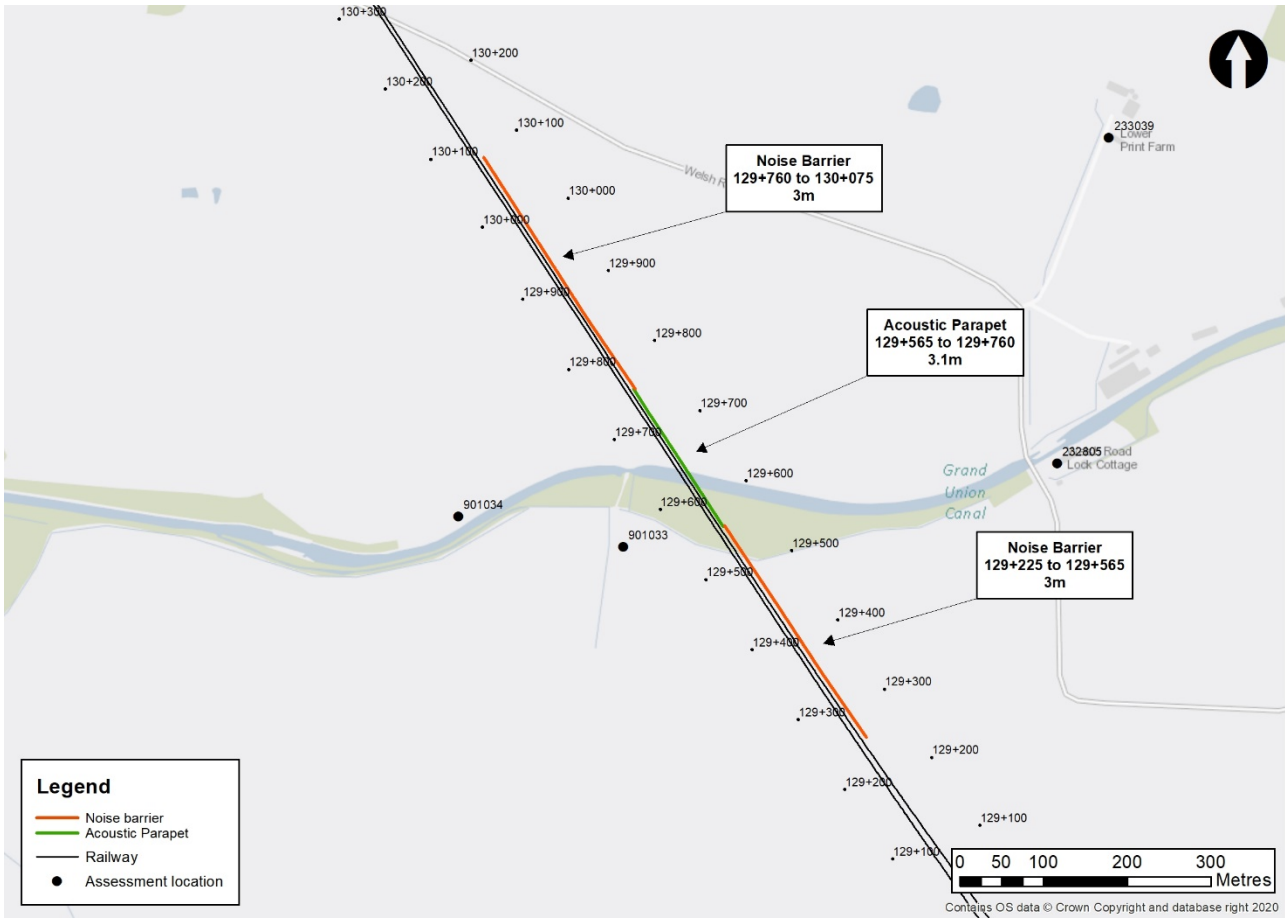 130+300
130+200
130+200
130+100
130+100
233039
Lower
Print Farm
Noise Barrier
129+760 to 130+075
3m
Welsh R
130+000
130+000
129+900
129+900
Acoustic Parapet
129+565 to 129+760
3.1m
129+800
129+800
129+700
129+700
129+600
Grand
Union
Canal
232805
Road
Lock Cottage
129+600
901034
901033
129+500
129+500
Noise Barrier
129+225 to 129+565
3m
129+400
129+400
129+300
129+300
129+200
129+200
129+100
129+100
Legend
Noise barrier
Acoustic Parapet
Railway
Assessment location
0 50 100 200 300
Metres
Contains OS data © Crown Copyright and database right 2020